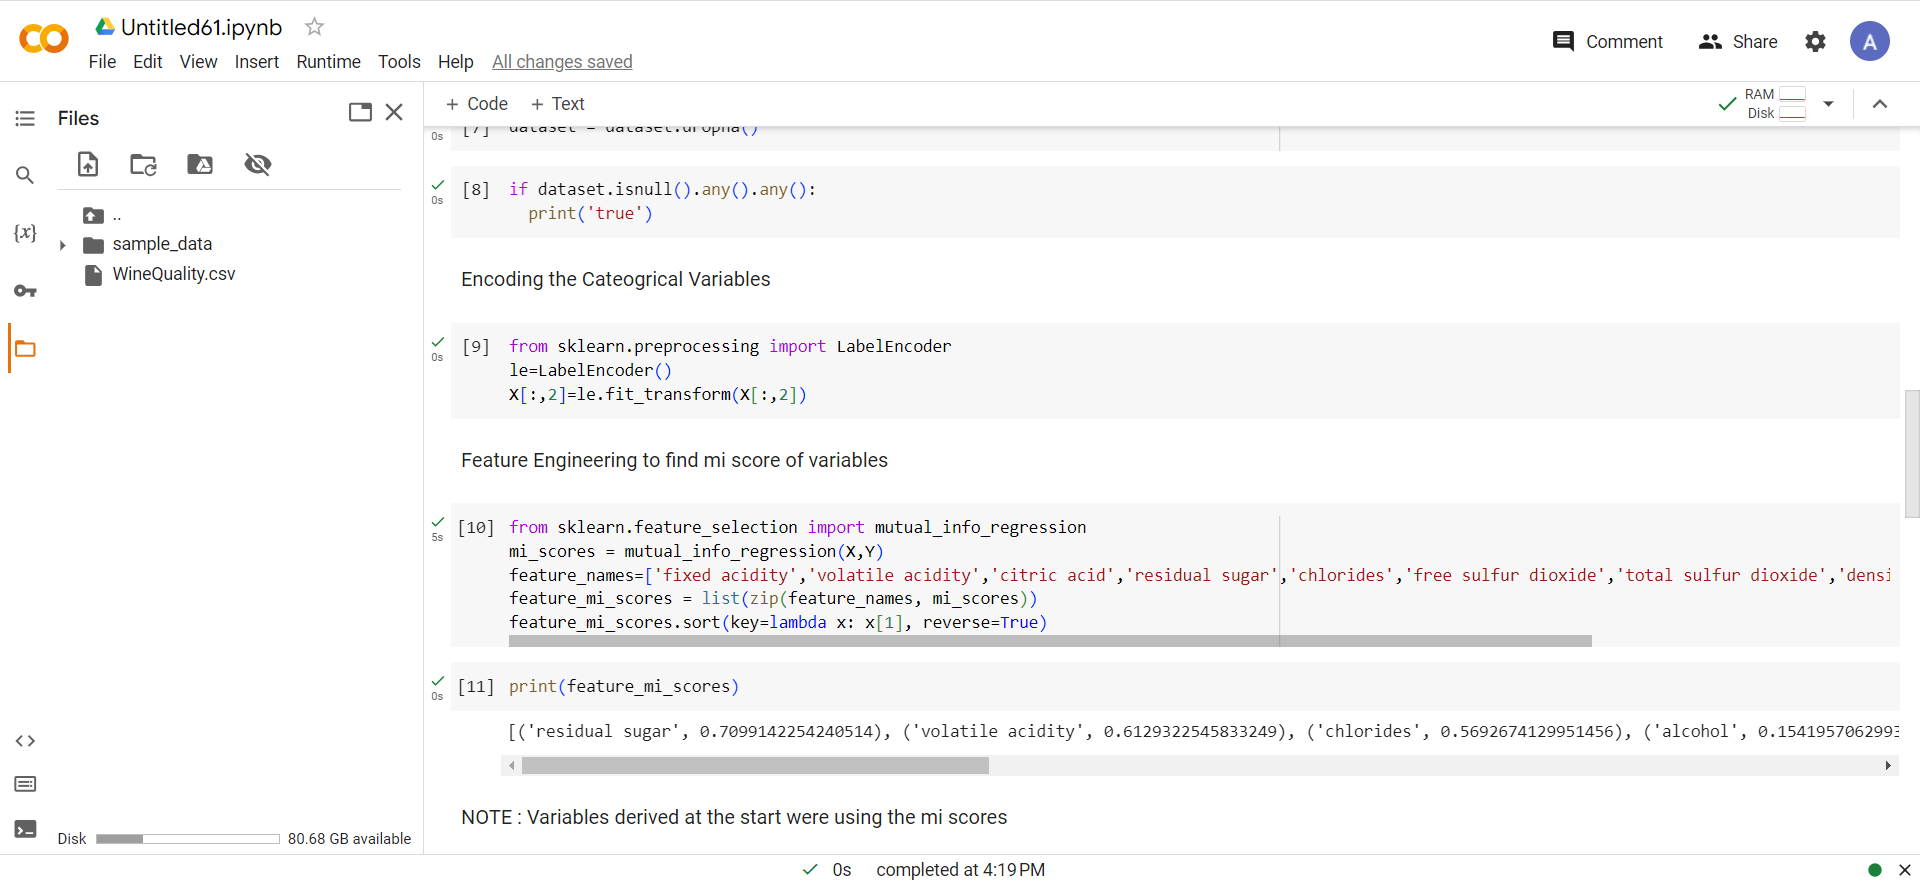 Untitled61.ipynb
File Edit View Insert Runtime Tools Help All changes saved
Comment
Share
A
Files
+ Code + Text
RAM
Disk
..
sample_data
WineQuality.csv
{x}
Disk 80.68 GB available
0s
[7] dataset = dataset.dropna()
0s
[8] if dataset.isnull().any().any():
print('true')
Encoding the Cateogrical Variables
0s
[9] from sklearn.preprocessing import LabelEncoder
le=LabelEncoder()
X[:,2]=le.fit_transform(X[:,2])
Feature Engineering to find mi score of variables
5s
[10] from sklearn.feature_selection import mutual_info_regression
mi_scores = mutual_info_regression(X,Y)
feature_names=['fixed acidity','volatile acidity','citric acid','residual sugar','chlorides','free sulfur dioxide','total sulfur dioxide','densi
feature_mi_scores = list(zip(feature_names, mi_scores))
feature_mi_scores.sort(key=lambda x: x[1], reverse=True)
0s
[11] print(feature_mi_scores)
[('residual sugar', 0.7099142254240514), ('volatile acidity', 0.6129322545833249), ('chlorides', 0.5692674129951456), ('alcohol', 0.1541957062993
NOTE : Variables derived at the start were using the mi scores
0s completed at 4:19 PM